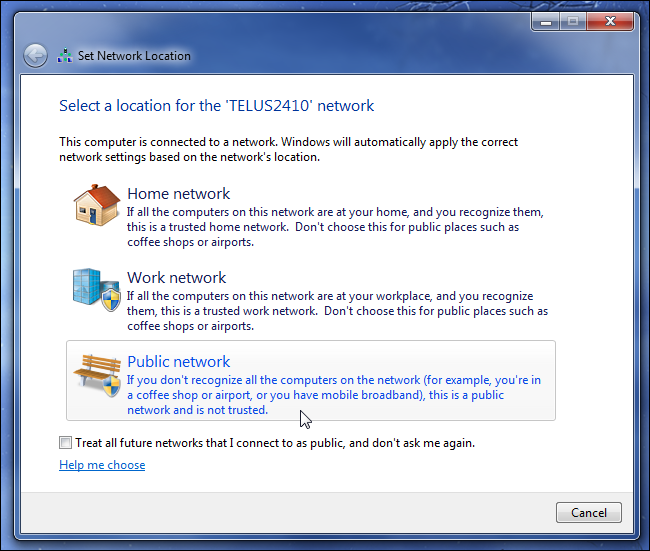 Set Network Location
Select a location for the 'TELUS2410' network
This computer is connected to a network. Windows will automatically apply the correct
network settings based on the network's location.
Home network
If all the computers on this network are at your home, and you recognize them,
this is a trusted home network.  Don't choose this for public places such as
coffee shops or airports.
Work network
If all the computers on this network are at your workplace, and you recognize
them, this is a trusted work network.  Don't choose this for public places such as
coffee shops or airports.
Public network
If you don't recognize all the computers on the network (for example, you're in
a coffee shop or airport, or you have mobile broadband), this is a public
network and is not trusted.
Treat all future networks that I connect to as public, and don't ask me again.
Help me choose
Cancel